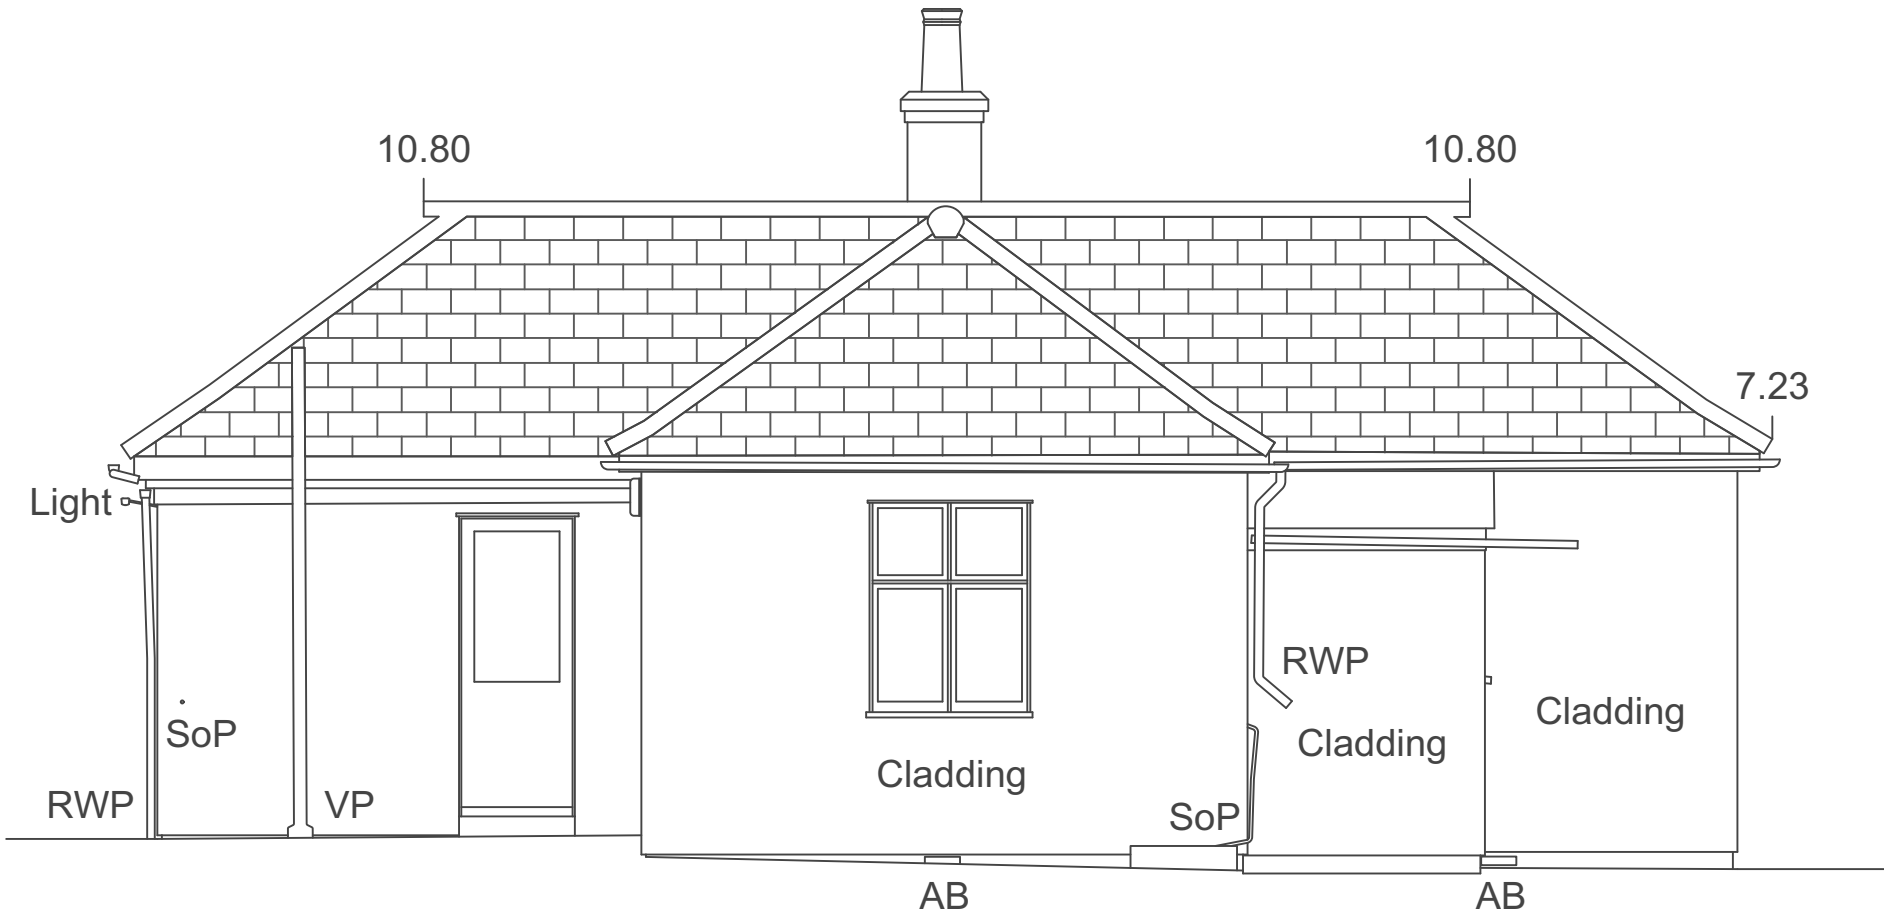 10.80
10.80
7.23
Light
RWP
Cladding
SoP
Cladding
Cladding
RWP
VP
SoP
AB
AB